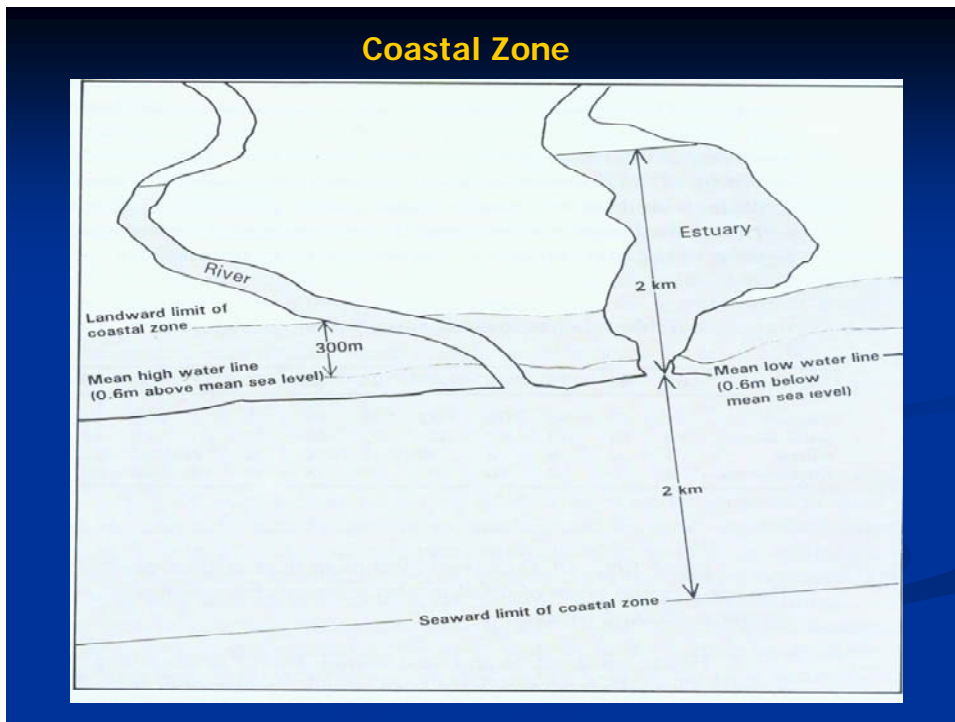 Coastal Zone
Estuary
River
2 km
Landward limit of
coastal zone
300m
Mean high water line
(0.6m above mean sea level)
Mean low water line
(0.6m below
mean sea level)
2 km
Seaward limit of coastal zone